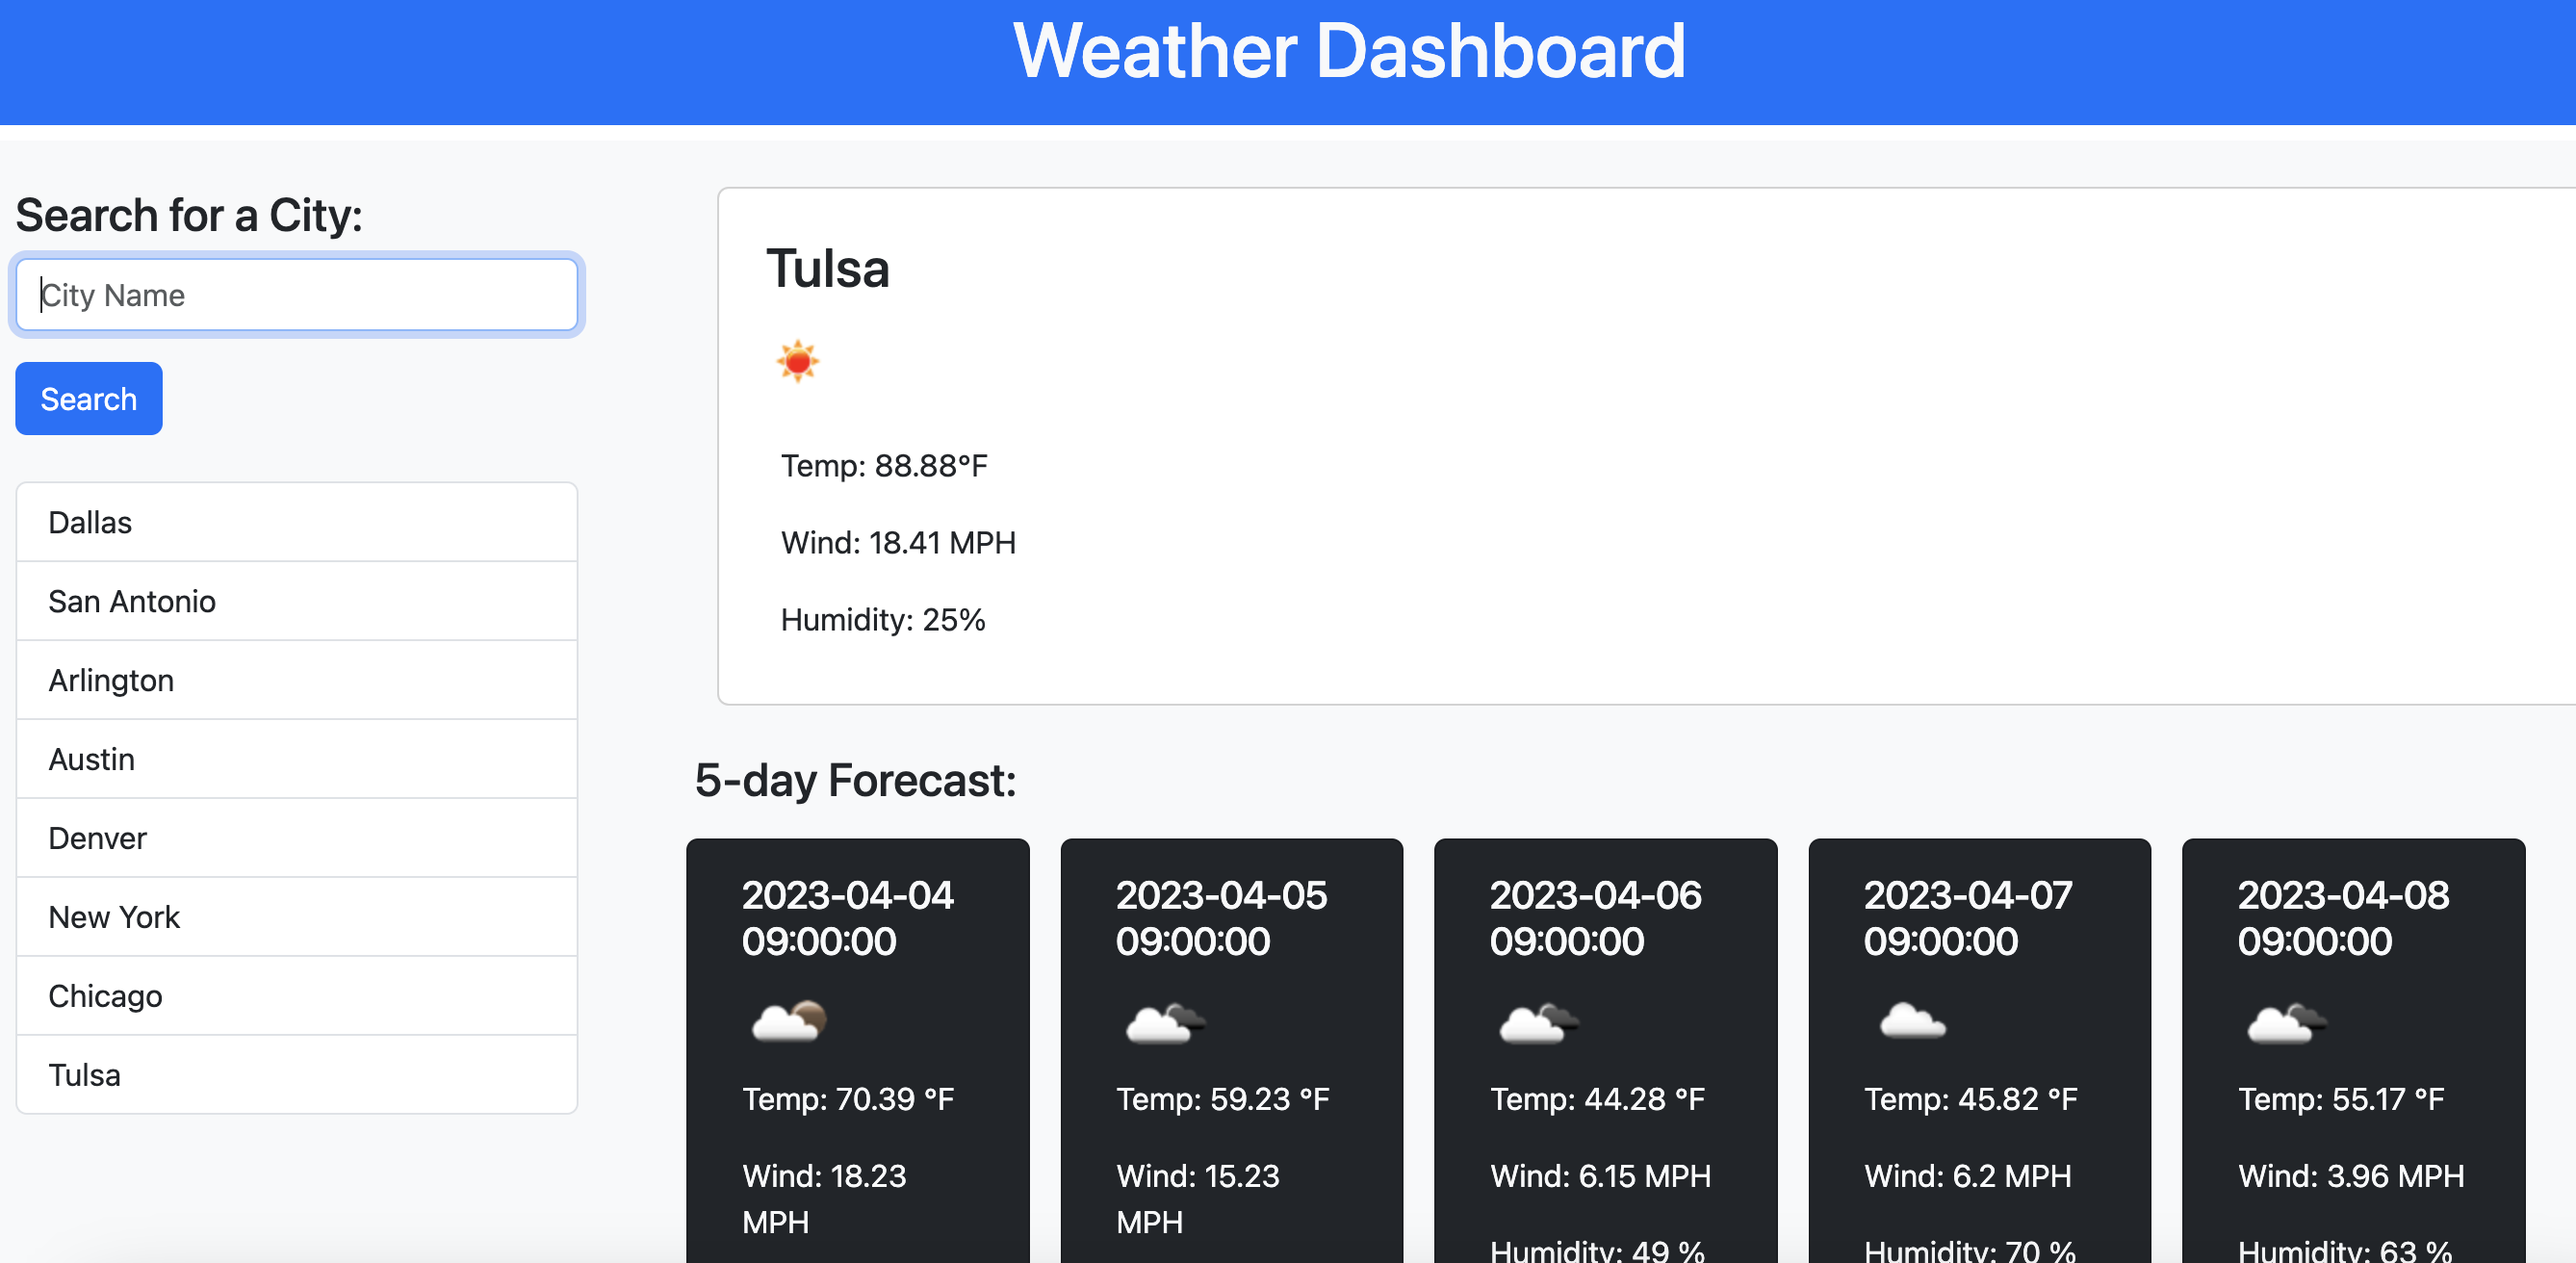 Weather Dashboard
Search for a City:
City Name
Search
Dallas
San Antonio
Arlington
Austin
Denver
New York
Chicago
Tulsa
Tulsa
Temp: 88.88°F
Wind: 18.41 MPH
Humidity: 25%
5-day Forecast:
2023-04-04
09:00:00
Temp: 70.39 °F
Wind: 18.23
MPH
2023-04-05
09:00:00
Temp: 59.23 °F
Wind: 15.23
MPH
2023-04-06
09:00:00
Temp: 44.28 °F
Wind: 6.15 MPH
Humidity: 49 %
2023-04-07
09:00:00
Temp: 45.82 °F
Wind: 6.2 MPH
Humidity: 70 %
2023-04-08
09:00:00
Temp: 55.17 °F
Wind: 3.96 MPH
Humidity: 63 %